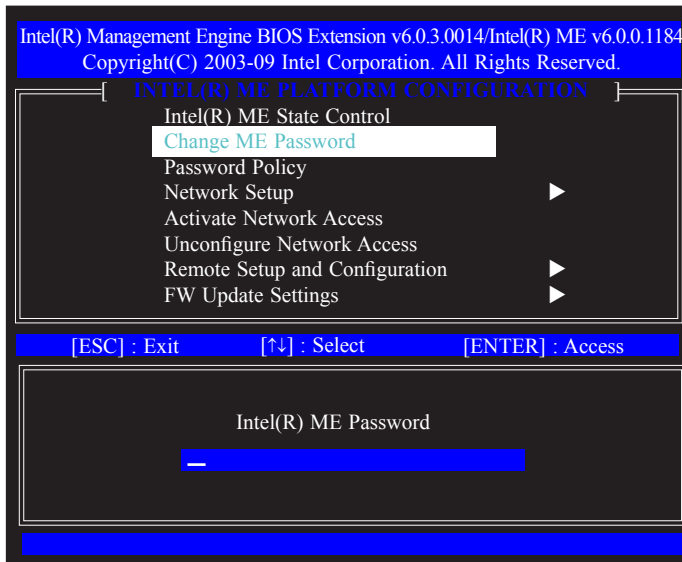 Intel(R) Management Engine BIOS Extension v6.0.3.0014/Intel(R) ME v6.0.0.1184
Copyright(C) 2003-09 Intel Corporation. All Rights Reserved.
[ INTEL(R) ME PLATFORM CONFIGURATION ]
Intel(R) ME State Control
Change ME Password
Password Policy
Network Setup ▶
Activate Network Access
Unconfigure Network Access
Remote Setup and Configuration ▶
FW Update Settings ▶
[ESC] : Exit [↑↓] : Select [ENTER] : Access
Intel(R) ME Password